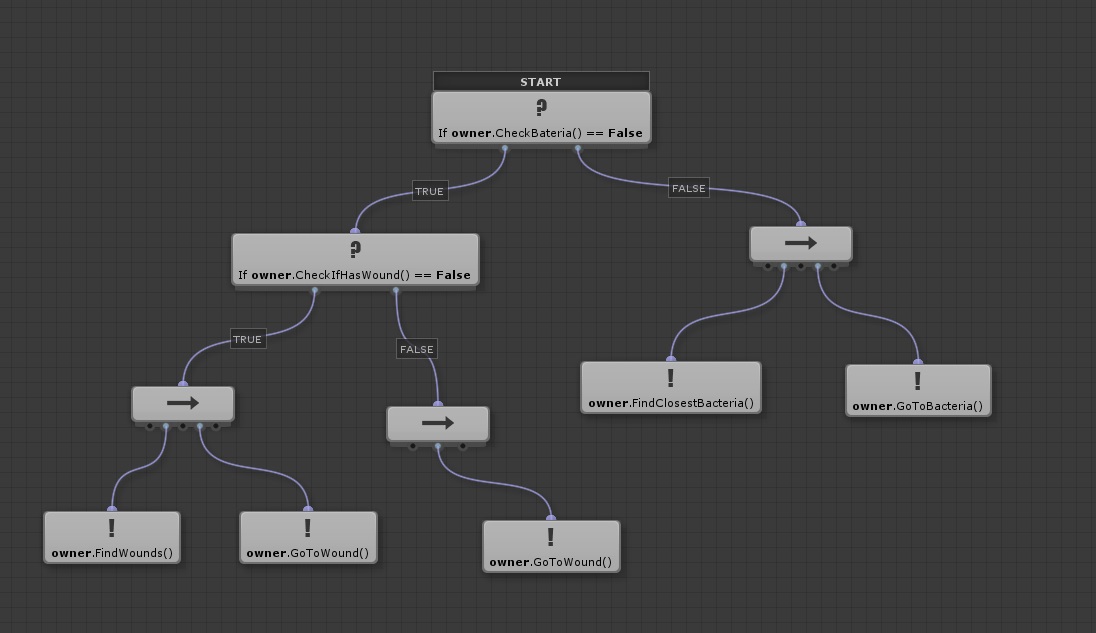 START
?
If owner.CheckBateria() == False
TRUE
FALSE
?
If owner.CheckIfHasWound() == False
TRUE
FALSE
!
owner.FindClosestBacteria()
!
owner.GoToBacteria()
!
owner.FindWounds()
!
owner.GoToWound()
!
owner.GoToWound()